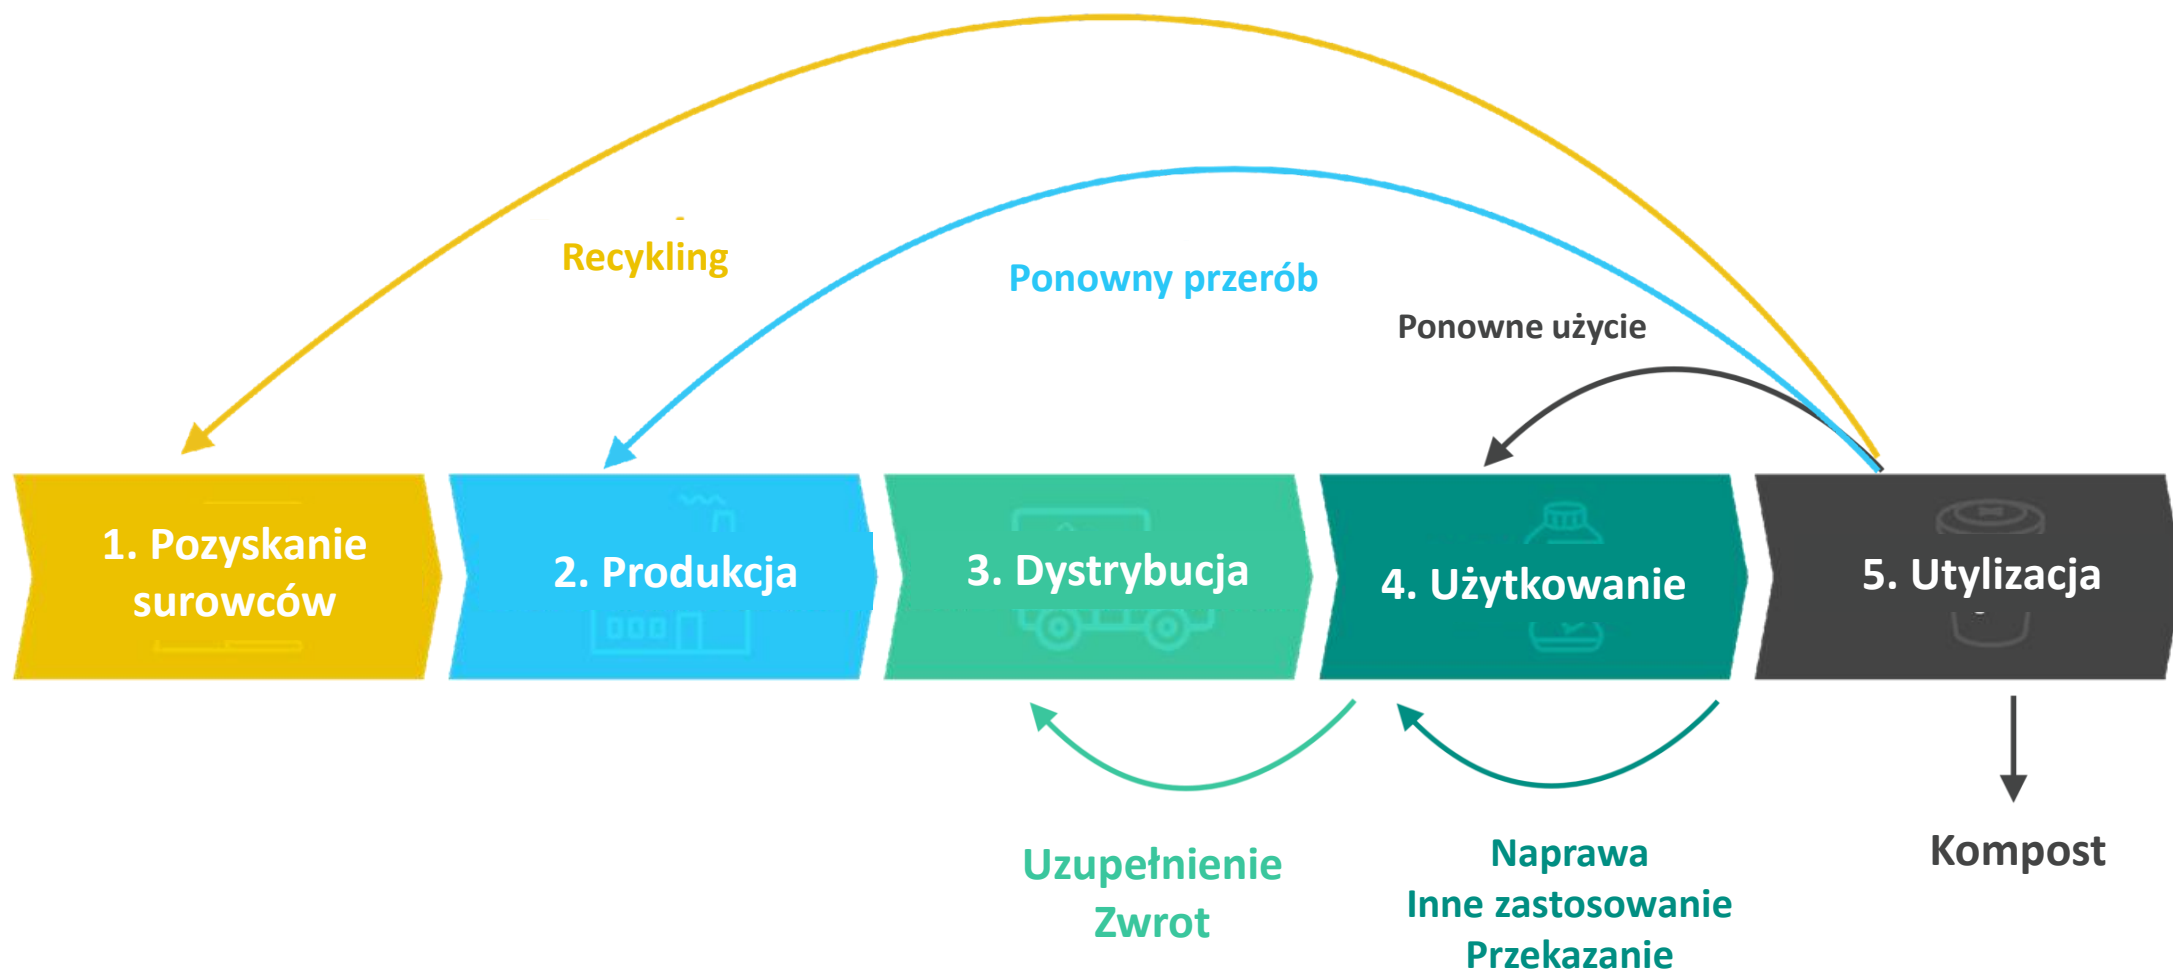 Recykling
Ponowny przerób
Ponowne użycie
1. Pozyskanie
surowców
2. Produkcja
3. Dystrybucja
4. Użytkowanie
5. Utylizacja
Uzupełnienie
Zwrot
Naprawa
Inne zastosowanie
Przekazanie
Kompost